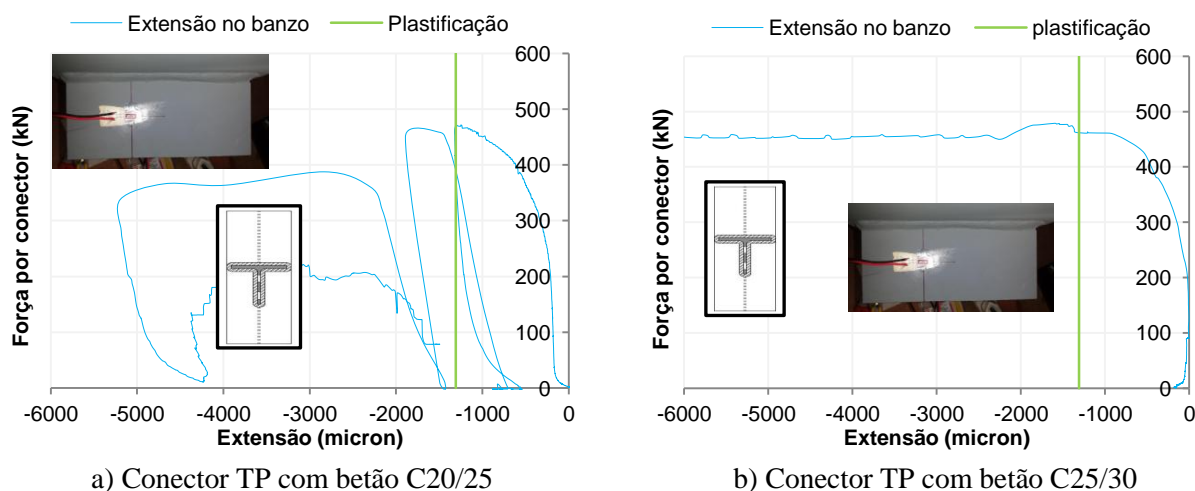 Extensão no banzo Plastificação
Força por conector (kN)
600
500
400
300
200
100
0
-6000 -5000 -4000 -3000 -2000 -1000 0
Extensão (micron)
a) Conector TP com betão C20/25
Extensão no banzo plastificação
Força por conector (kN)
600
500
400
300
200
100
0
-6000 -5000 -4000 -3000 -2000 -1000 0
Extensão (micron)
b) Conector TP com betão C25/30